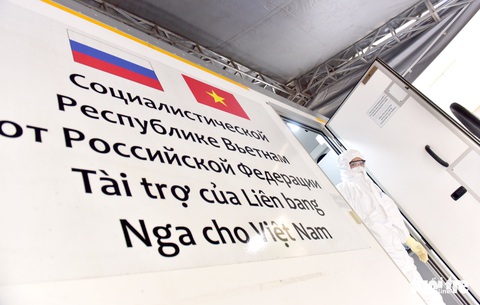 Социалистической
Республике Вьетнам
от Российской Федерации
Tài trợ của Liên bang
Nga cho Việt Nam